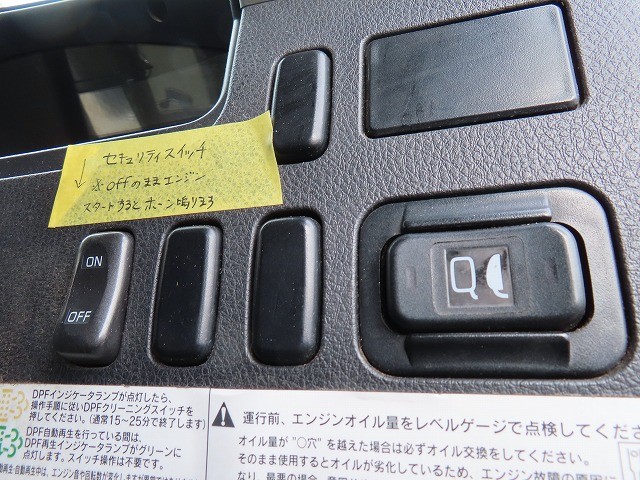 ↓ セキュリティスイッチ
※offのままエンジン
スタートするとホーン鳴ります
ON
OFF
DPFインジケータランプが点灯したら、
操作手順に従いDPFクリーニングスイッチを
押してください。(通常15~25分で終了します)
DPF自動再生を行っている間は、
DPF再生インジケータランプがグリーンに
点灯します。スイッチ操作は不要です。
運行前、エンジンオイル量をレベルゲージで点検してくださ
オイル量が "○穴" を越えた場合は必ずオイル交換をしてください。
そのまま使用するとオイルが劣化しているため、エンジン故障の原因に